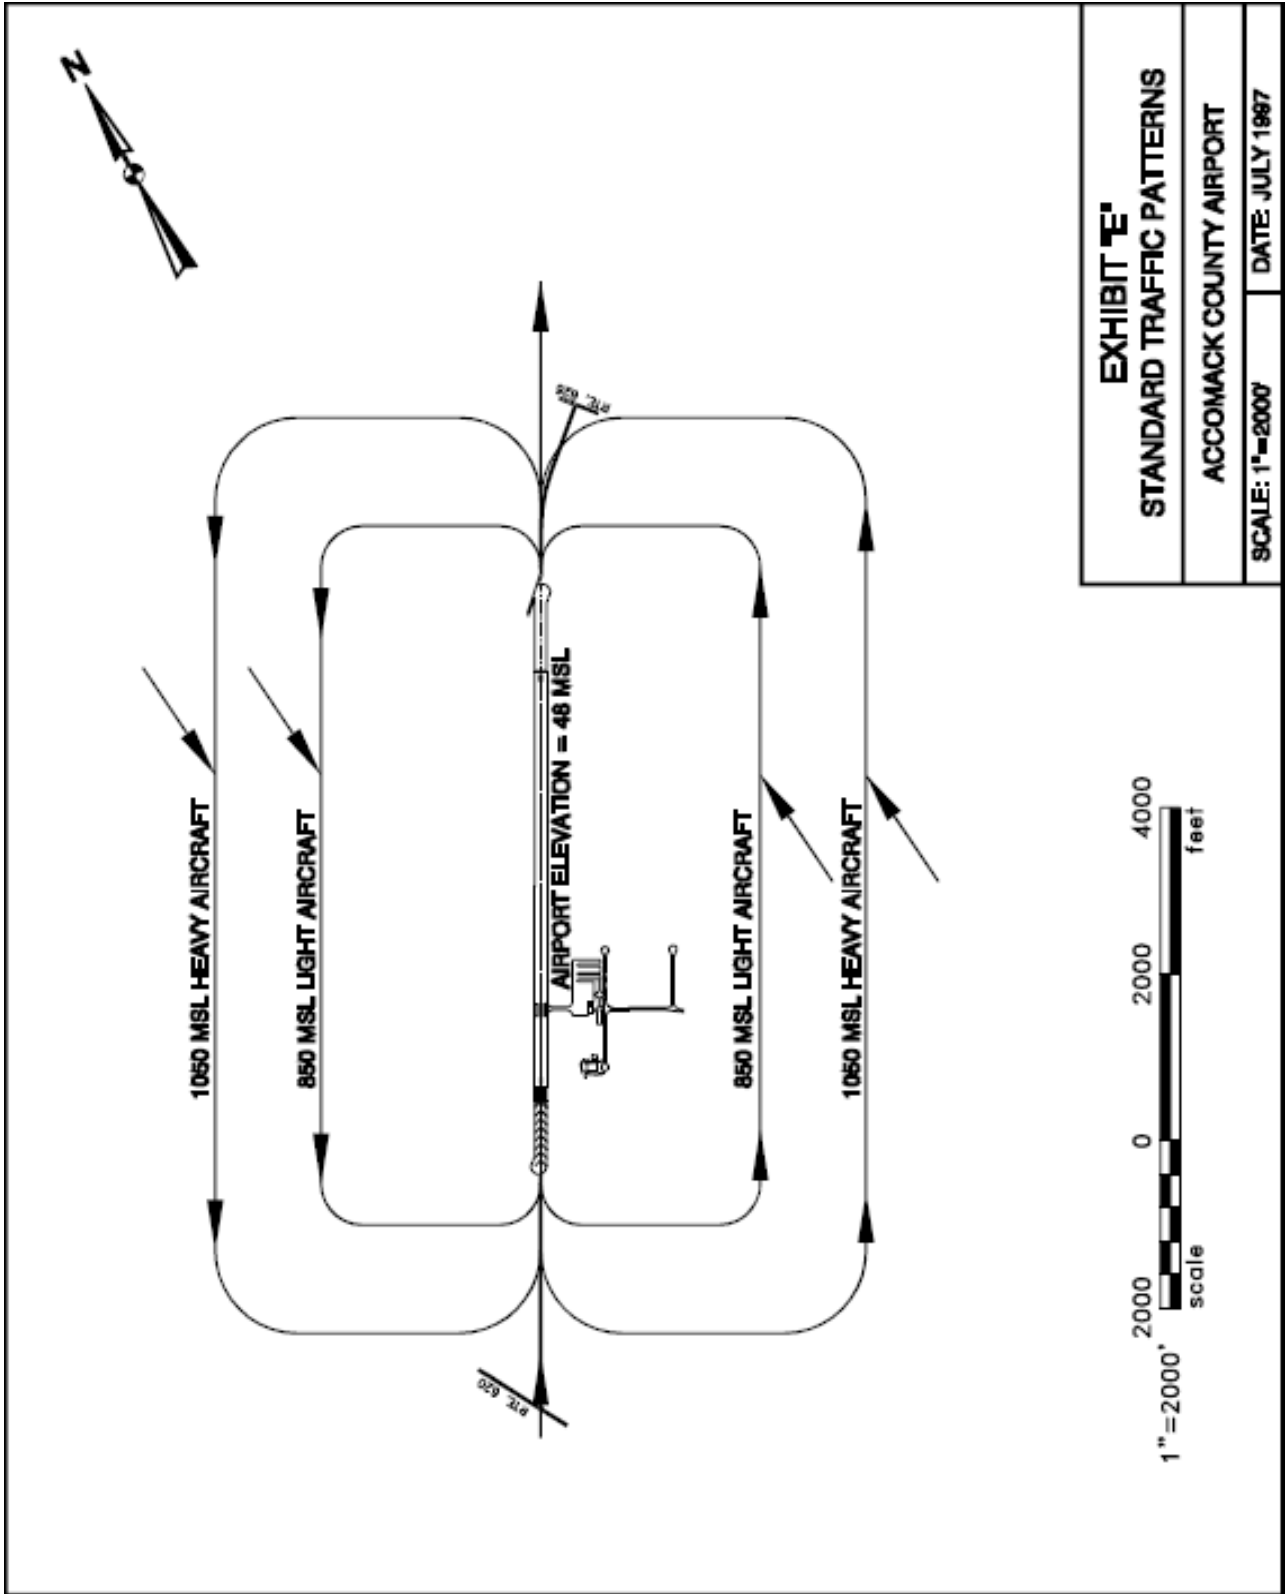 N
1050 MSL HEAVY AIRCRAFT
850 MSL LIGHT AIRCRAFT
AIRPORT ELEVATION = 48 MSL
850 MSL LIGHT AIRCRAFT
1050 MSL HEAVY AIRCRAFT
RTE. 620
RTE. 626
2000 0 2000 4000
scale feet
1"=2000'
EXHIBIT "E"
STANDARD TRAFFIC PATTERNS
ACCOMACK COUNTY AIRPORT
SCALE: 1"=2000'
DATE: JULY 1997